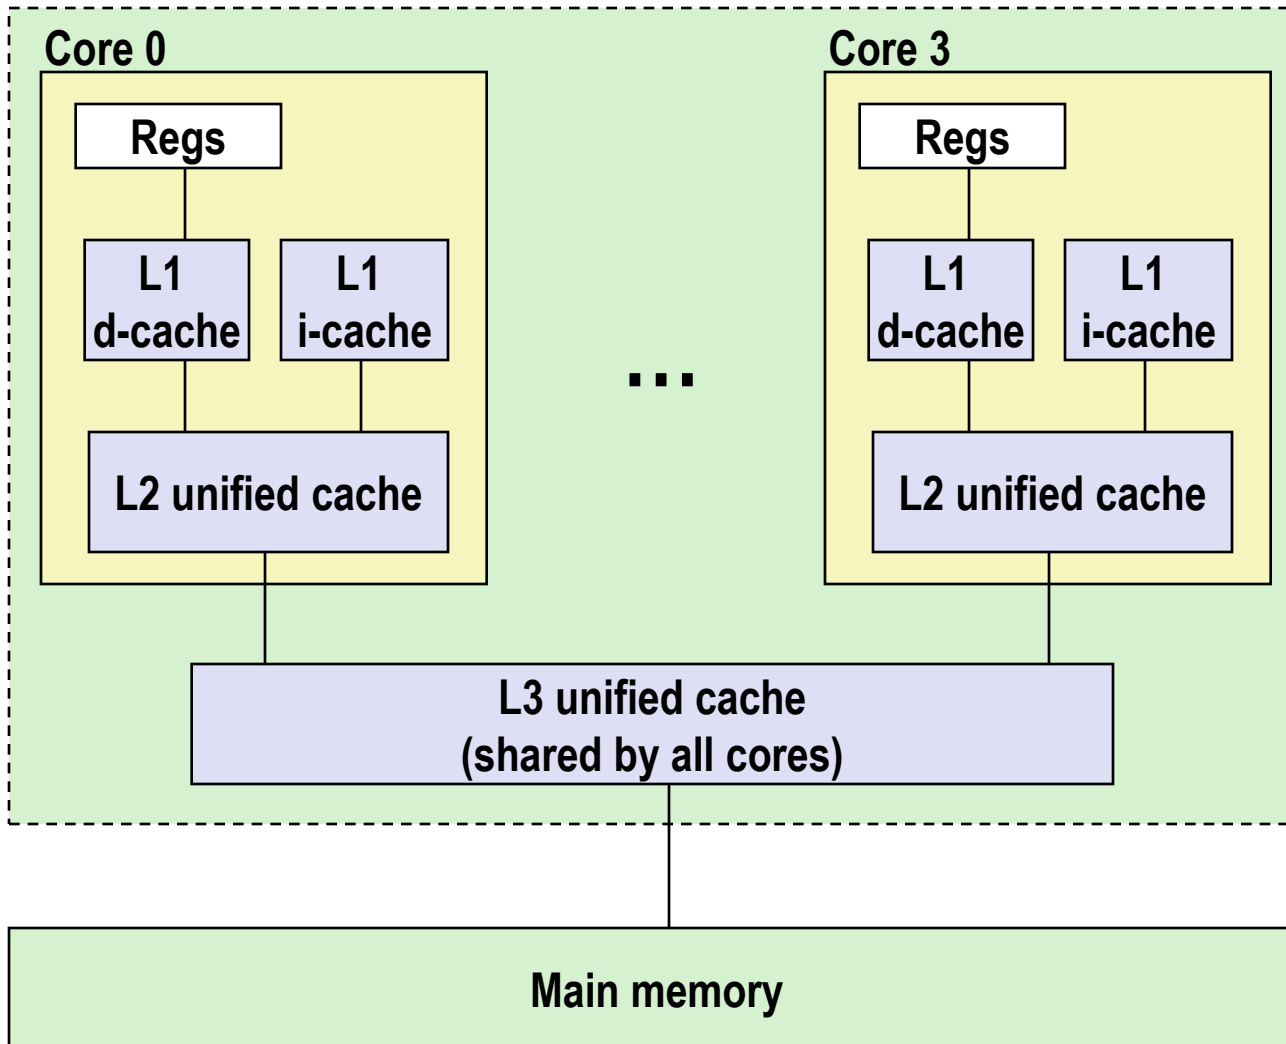 Core 0
Regs
L1
d-cache
L1
i-cache
L2 unified cache
...
Core 3
Regs
L1
d-cache
L1
i-cache
L2 unified cache
L3 unified cache
(shared by all cores)
Main memory